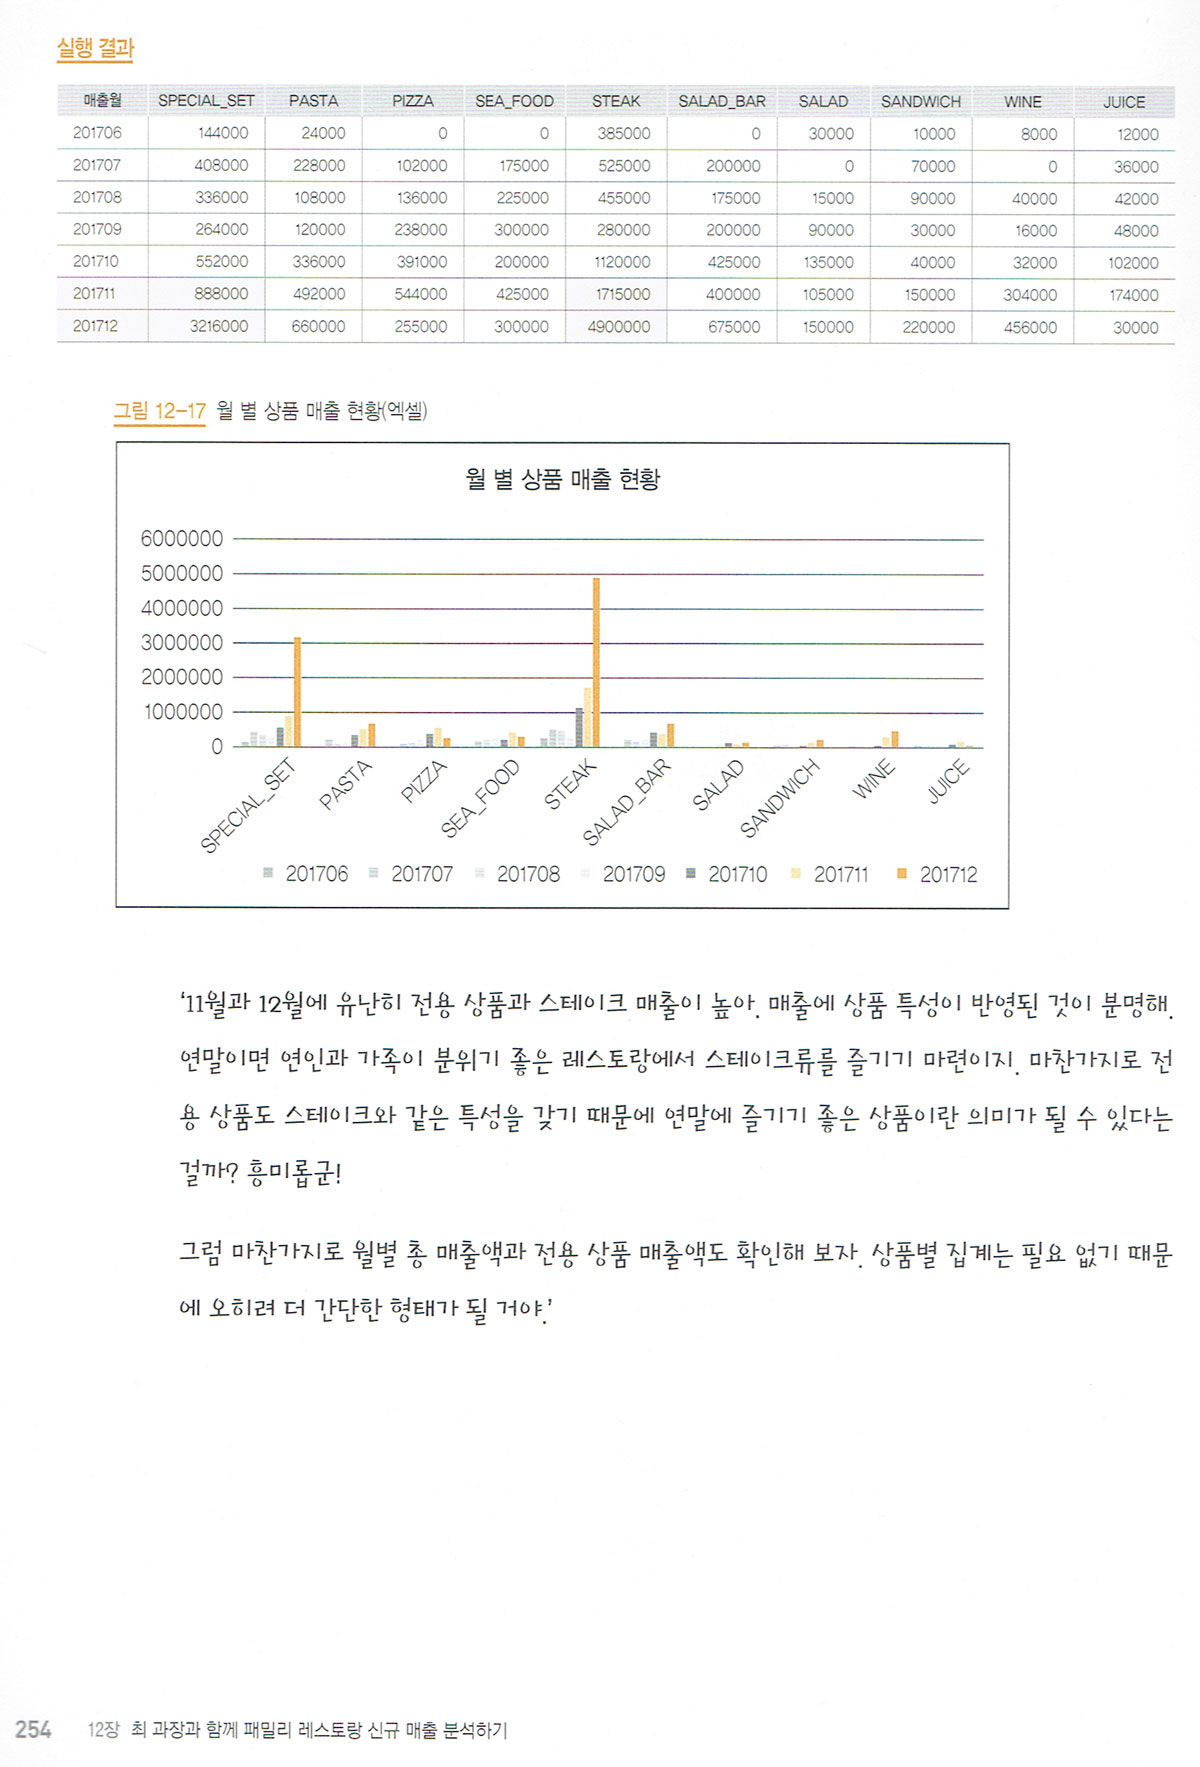 실행 결과
매출월 SPECIAL_SET PASTA PIZZA SEA_FOOD STEAK SALAD_BAR SALAD SANDWICH WINE JUICE
201706 144000 24000 0 0 385000 0 30000 10000 8000 12000
201707 408000 228000 102000 175000 525000 200000 0 70000 0 36000
201708 336000 108000 136000 225000 455000 175000 15000 90000 40000 42000
201709 264000 120000 238000 300000 280000 200000 90000 30000 16000 48000
201710 552000 336000 391000 200000 1120000 425000 135000 40000 32000 102000
201711 888000 492000 544000 425000 1715000 400000 105000 150000 304000 174000
201712 3216000 660000 255000 300000 4900000 675000 150000 220000 456000 30000
그림 12-17 월 별 상품 매출 현황(엑셀)
월 별 상품 매출 현황
6000000
5000000
4000000
3000000
2000000
1000000
0
SPECIAL_SET PASTA PIZZA SEA_FOOD STEAK SALAD_BAR SALAD SANDWICH WINE JUICE
201706 201707 201708 201709 201710 201711 201712
‘11월과 12월에 유난히 전용 상품과 스테이크 매출이 높아. 매출에 상품 특성이 반영된 것이 분명해.
연말이면 연인과 가족이 분위기 좋은 레스토랑에서 스테이크류를 즐기기 마련이지. 마찬가지로 전
용 상품도 스테이크와 같은 특성을 갖기 때문에 연말에 즐기기 좋은 상품이란 의미가 될 수 있다는
걸까? 흥미롭군!
그럼 마찬가지로 월별 총 매출액과 전용 상품 매출액도 확인해 보자. 상품별 집계는 필요 없기 때문
에 오히려 더 간단한 형태가 될 거야.’
254 12장 최 과장과 함께 패밀리 레스토랑 신규 매출 분석하기